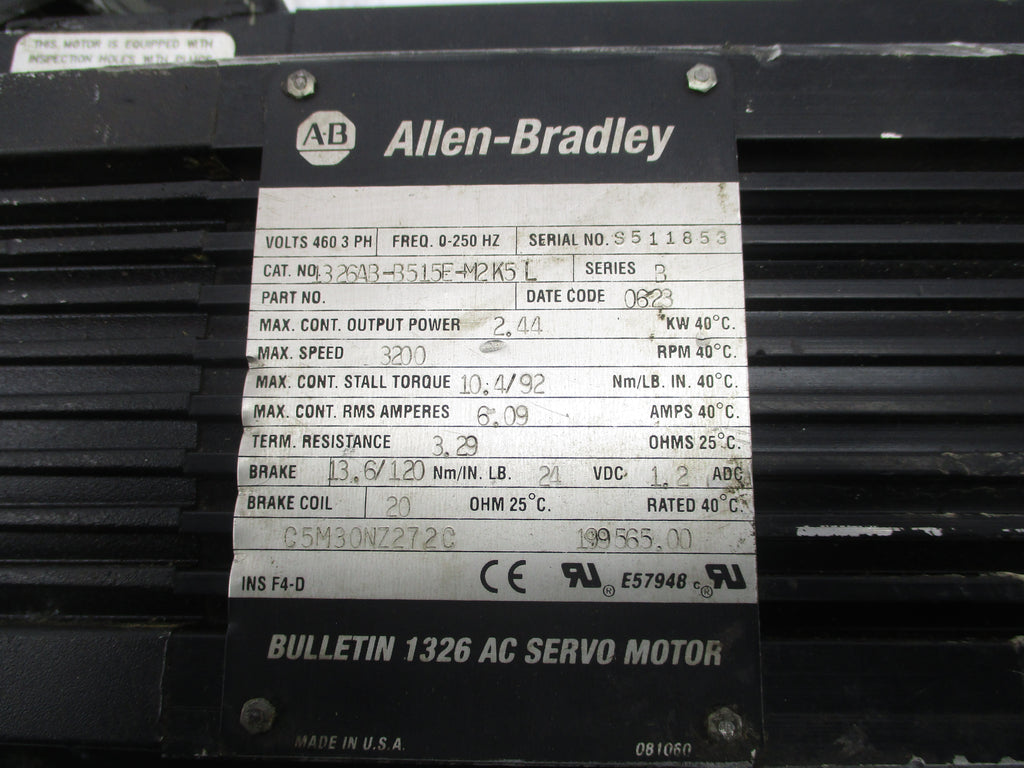 THIS MOTOR IS EQUIPPED WITH
INSPECTION HOLES WITH
A-B Allen-Bradley
VOLTS 460 3 PH FREQ. 0-250 HZ SERIAL NO. S511853
CAT. NO. 1326AB-B515E-M2K5L SERIES B
PART NO. DATE CODE 0623
MAX. CONT. OUTPUT POWER 2.44 KW 40°C.
MAX. SPEED 3200 RPM 40°C.
MAX. CONT. STALL TORQUE 10.4/92 Nm/LB. IN. 40°C.
MAX. CONT. RMS AMPERES 6.09 AMPS 40°C.
TERM. RESISTANCE 3.29 OHMS 25°C.
BRAKE 13.6/120 Nm/IN. LB. 24 VDC 1.2 ADC
BRAKE COIL 20 OHM 25°C. RATED 40°C.
C5M30NZ272C 199565.00
INS F4-D CE RU ® E57948 c RU ®
BULLETIN 1326 AC SERVO MOTOR
MADE IN U.S.A. 081060